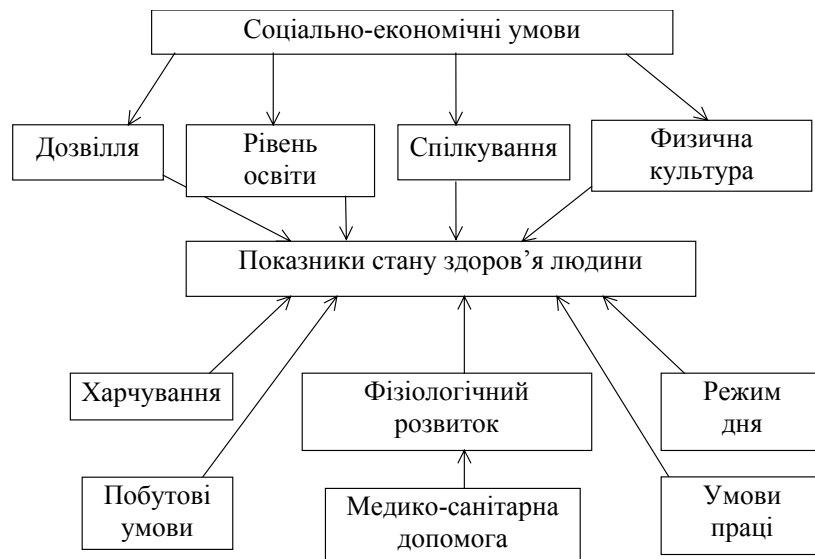 Соціально-економічні умови
Дозвілля
Рівень
освіти
Спілкування
Физична
культура
Показники стану здоров’я людини
Харчування
Фізіологічний
розвиток
Режим
дня
Побутові
умови
Медико-санітарна
допомога
Умови
праці